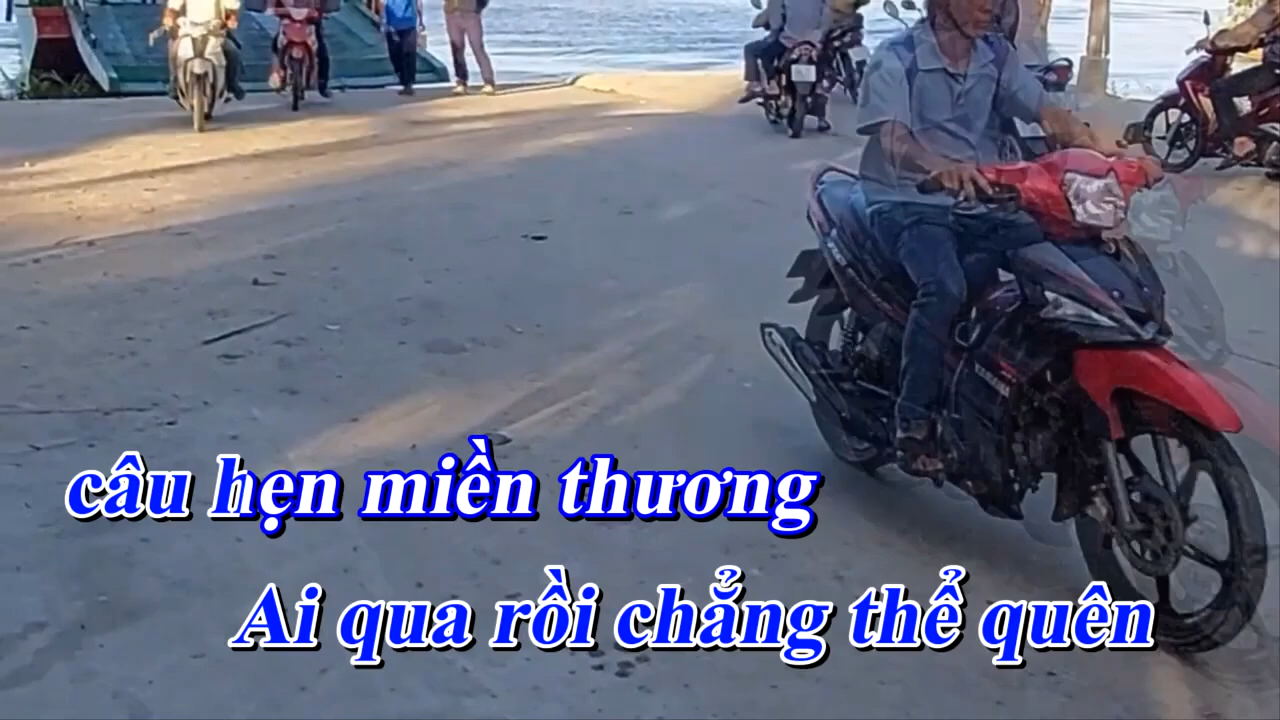 câu hẹn miền thương
Ai qua rồi chẳng thể quên